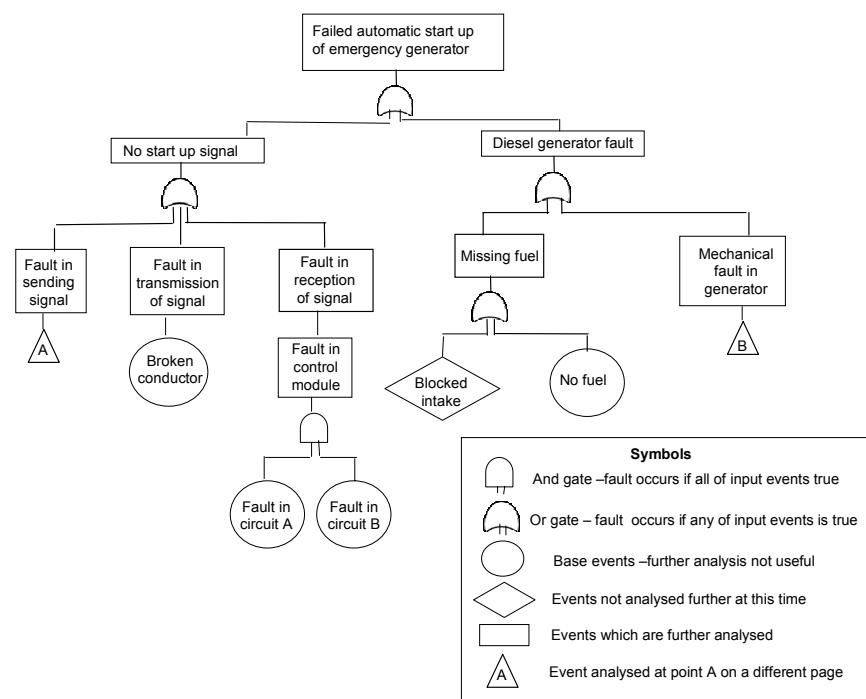 Failed automatic start up
of emergency generator
No start up signal
Diesel generator fault
Fault in
sending
signal
Fault in
transmission
of signal
Fault in
reception
of signal
Missing fuel
Mechanical
fault in
generator
A
Broken
conductor
Fault in
control
module
Blocked
intake
No fuel
B
Fault in
circuit A
Fault in
circuit B
Symbols
And gate –fault occurs if all of input events true
Or gate – fault occurs if any of input events is true
Base events –further analysis not useful
Events not analysed further at this time
Events which are further analysed
A
Event analysed at point A on a different page